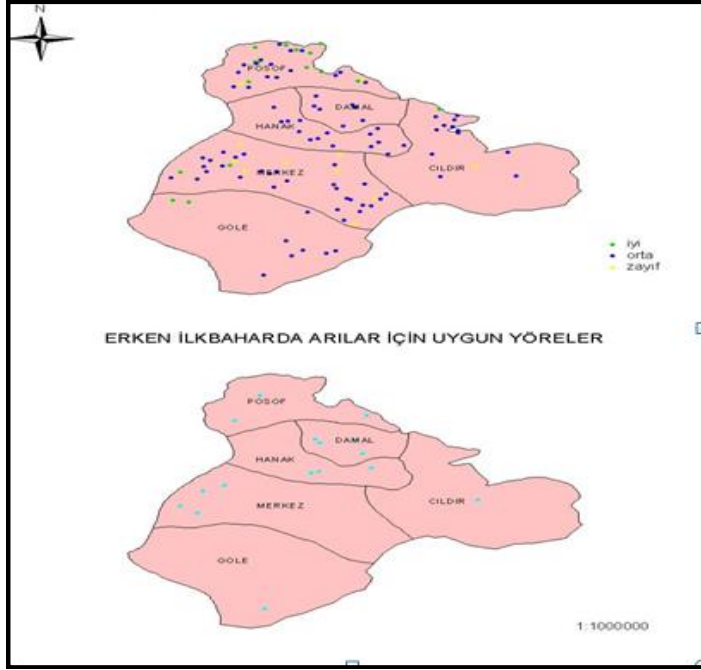 N
POSOF
DAMAL
HANAK
MERKEZ
ÇILDIR
GÖLE
iyi
orta
zayıf
ERKEN İLKBAHARDA ARILAR İÇİN UYGUN YÖRELER
POSOF
DAMAL
HANAK
MERKEZ
ÇILDIR
GÖLE
1:1000000